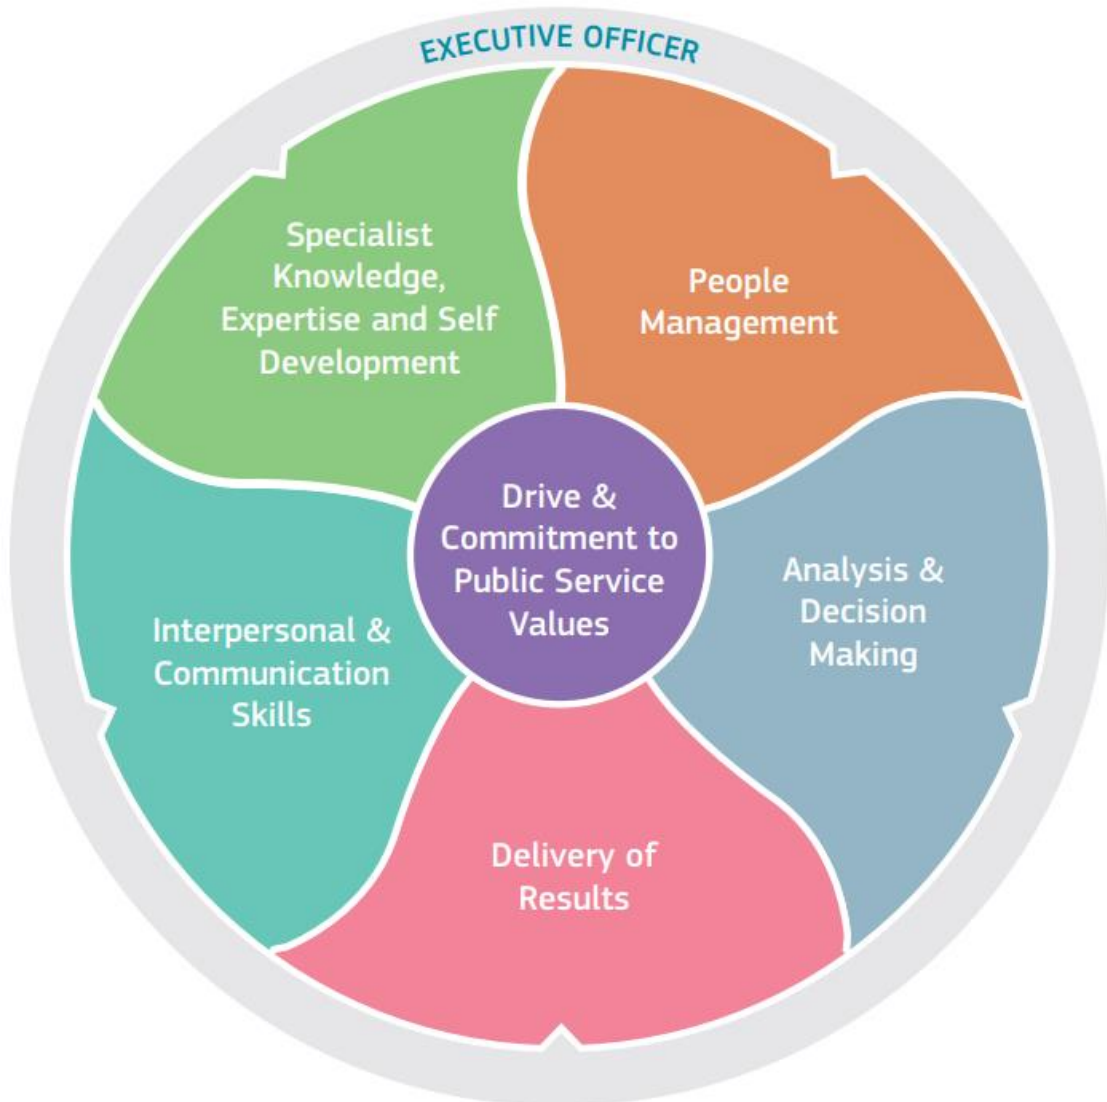 EXECUTIVE OFFICER
Specialist
Knowledge,
Expertise and Self
Development
People
Management
Drive &
Commitment to
Public Service
Values
Analysis &
Decision
Making
Interpersonal &
Communication
Skills
Delivery of
Results